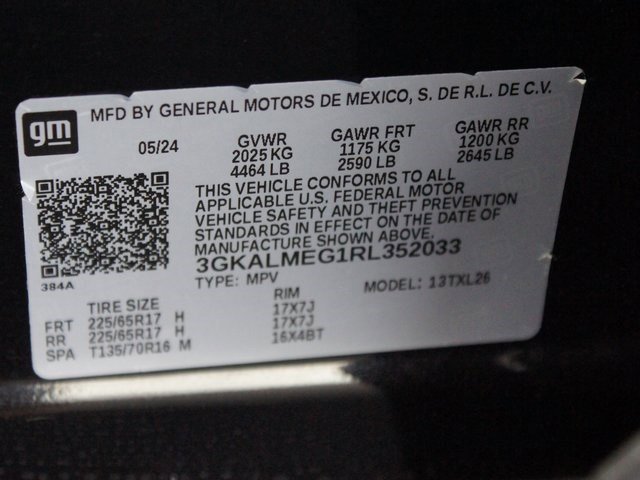 gm
MFD BY GENERAL MOTORS DE MEXICO, S. DE R.L. DE C.V.
05/24 GVWR GAWR FRT GAWR RR
2025 KG 1175 KG 1200 KG
4464 LB 2590 LB 2645 LB
THIS VEHICLE CONFORMS TO ALL
APPLICABLE U.S. FEDERAL MOTOR
VEHICLE SAFETY AND THEFT PREVENTION
STANDARDS IN EFFECT ON THE DATE OF
MANUFACTURE SHOWN ABOVE.
3GKALMEG1RL352033
384A
TYPE: MPV MODEL: 13TXL26
TIRE SIZE RIM
FRT 225/65R17 H 17X7J
RR 225/65R17 H 17X7J
SPA T135/70R16 M 16X4BT